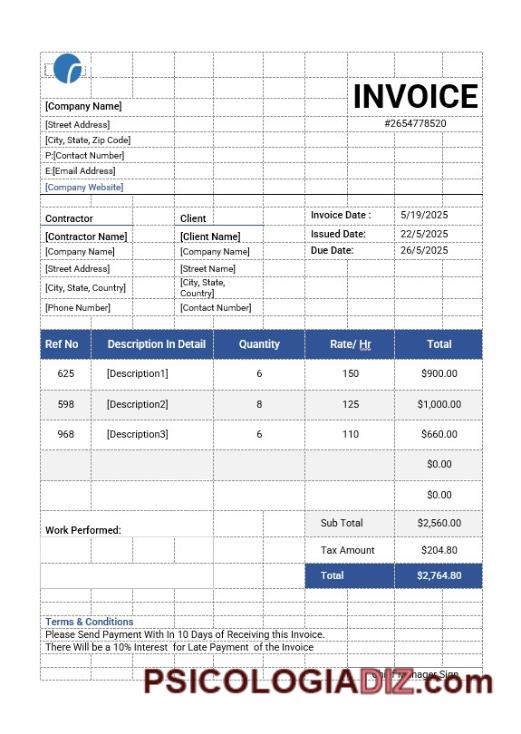 INVOICE
[Company Name]
[Street Address] #2654778520
[City, State, Zip Code]
P:[Contact Number]
E:[Email Address]
[Company Website]
Contractor Client Invoice Date : 5/19/2025
[Contractor Name] [Client Name] Issued Date: 22/5/2025
[Company Name] [Company Name] Due Date: 26/5/2025
[Street Address] [Street Name]
[City, State, Country] [City, State,
Country]
[Phone Number] [Contact Number]
Ref No Description In Detail Quantity Rate/ Hr Total
625 [Description1] 6 150 $900.00
598 [Description2] 8 125 $1,000.00
968 [Description3] 6 110 $660.00
$0.00
$0.00
Sub Total $2,560.00
Work Performed:
Tax Amount $204.80
Total $2,764.80
Terms & Conditions
Please Send Payment With In 10 Days of Receiving this Invoice.
There Will be a 10% Interest for Late Payment of the Invoice
Manager Sign
PSICOLOGIADIZ.com